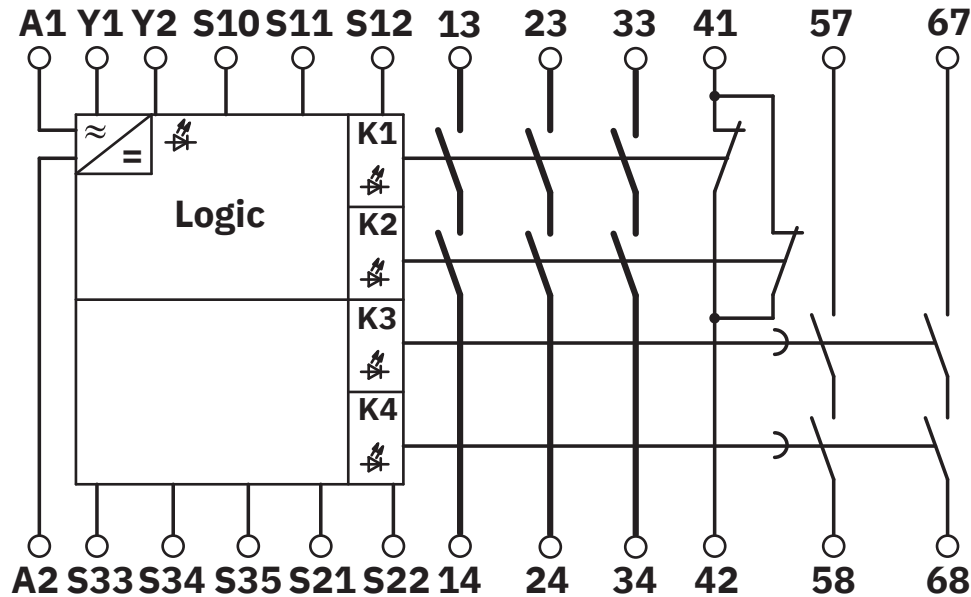 A1 Y1 Y2 S10 S11 S12 13 23 33 41 57 67
≈
=
K1
Logic
K2
K3
K4
A2 S33 S34 S35 S21 S22 14 24 34 42 58 68